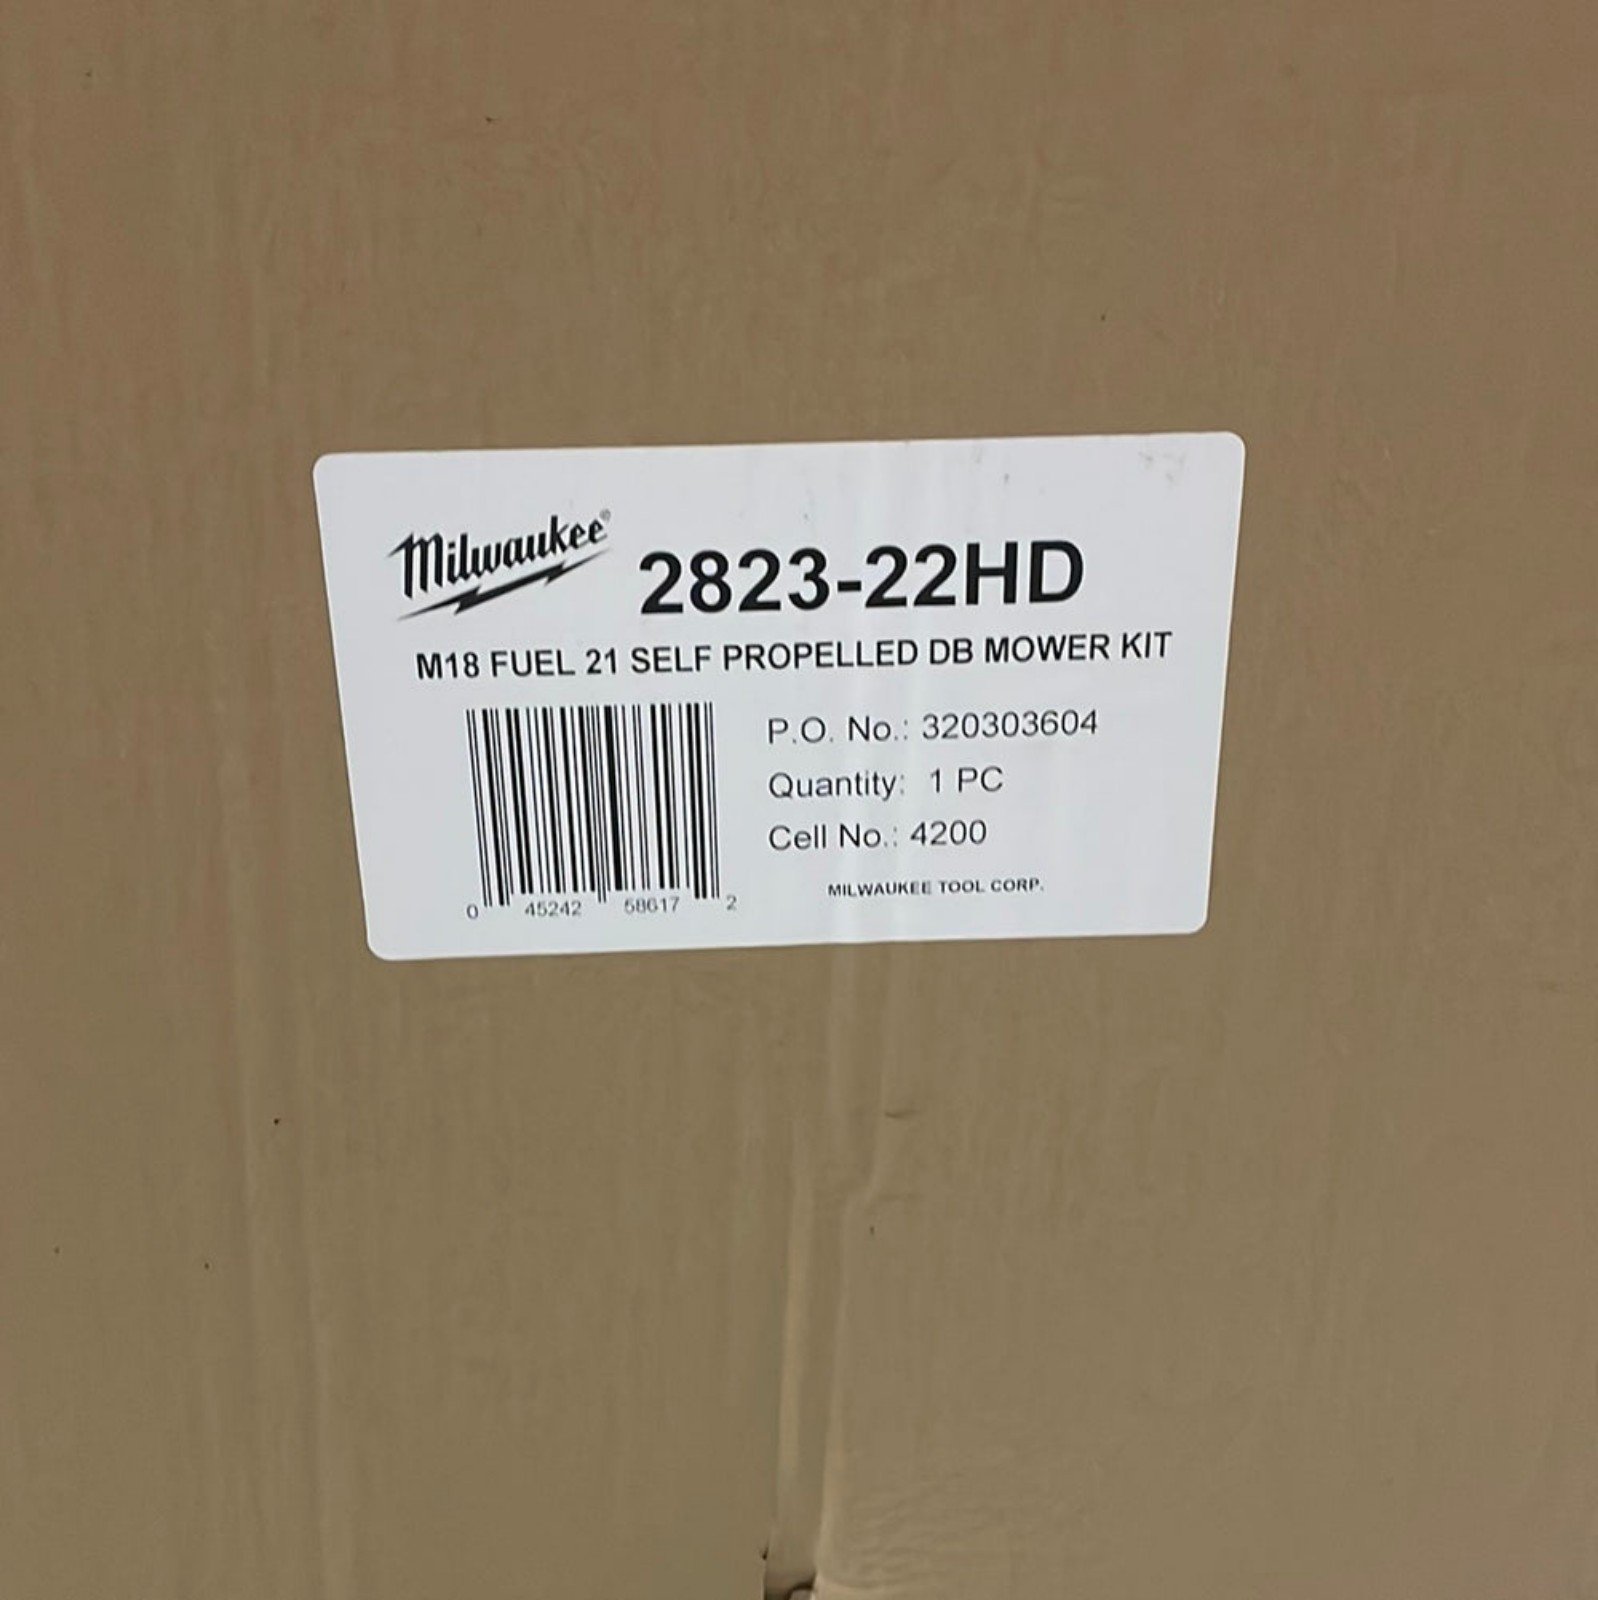 Milwaukee®
2823-22HD
M18 FUEL 21 SELF PROPELLED DB MOWER KIT
P.O. No.: 320303604
Quantity: 1 PC
Cell No.: 4200
MILWAUKEE TOOL CORP.
0 45242 58617 2